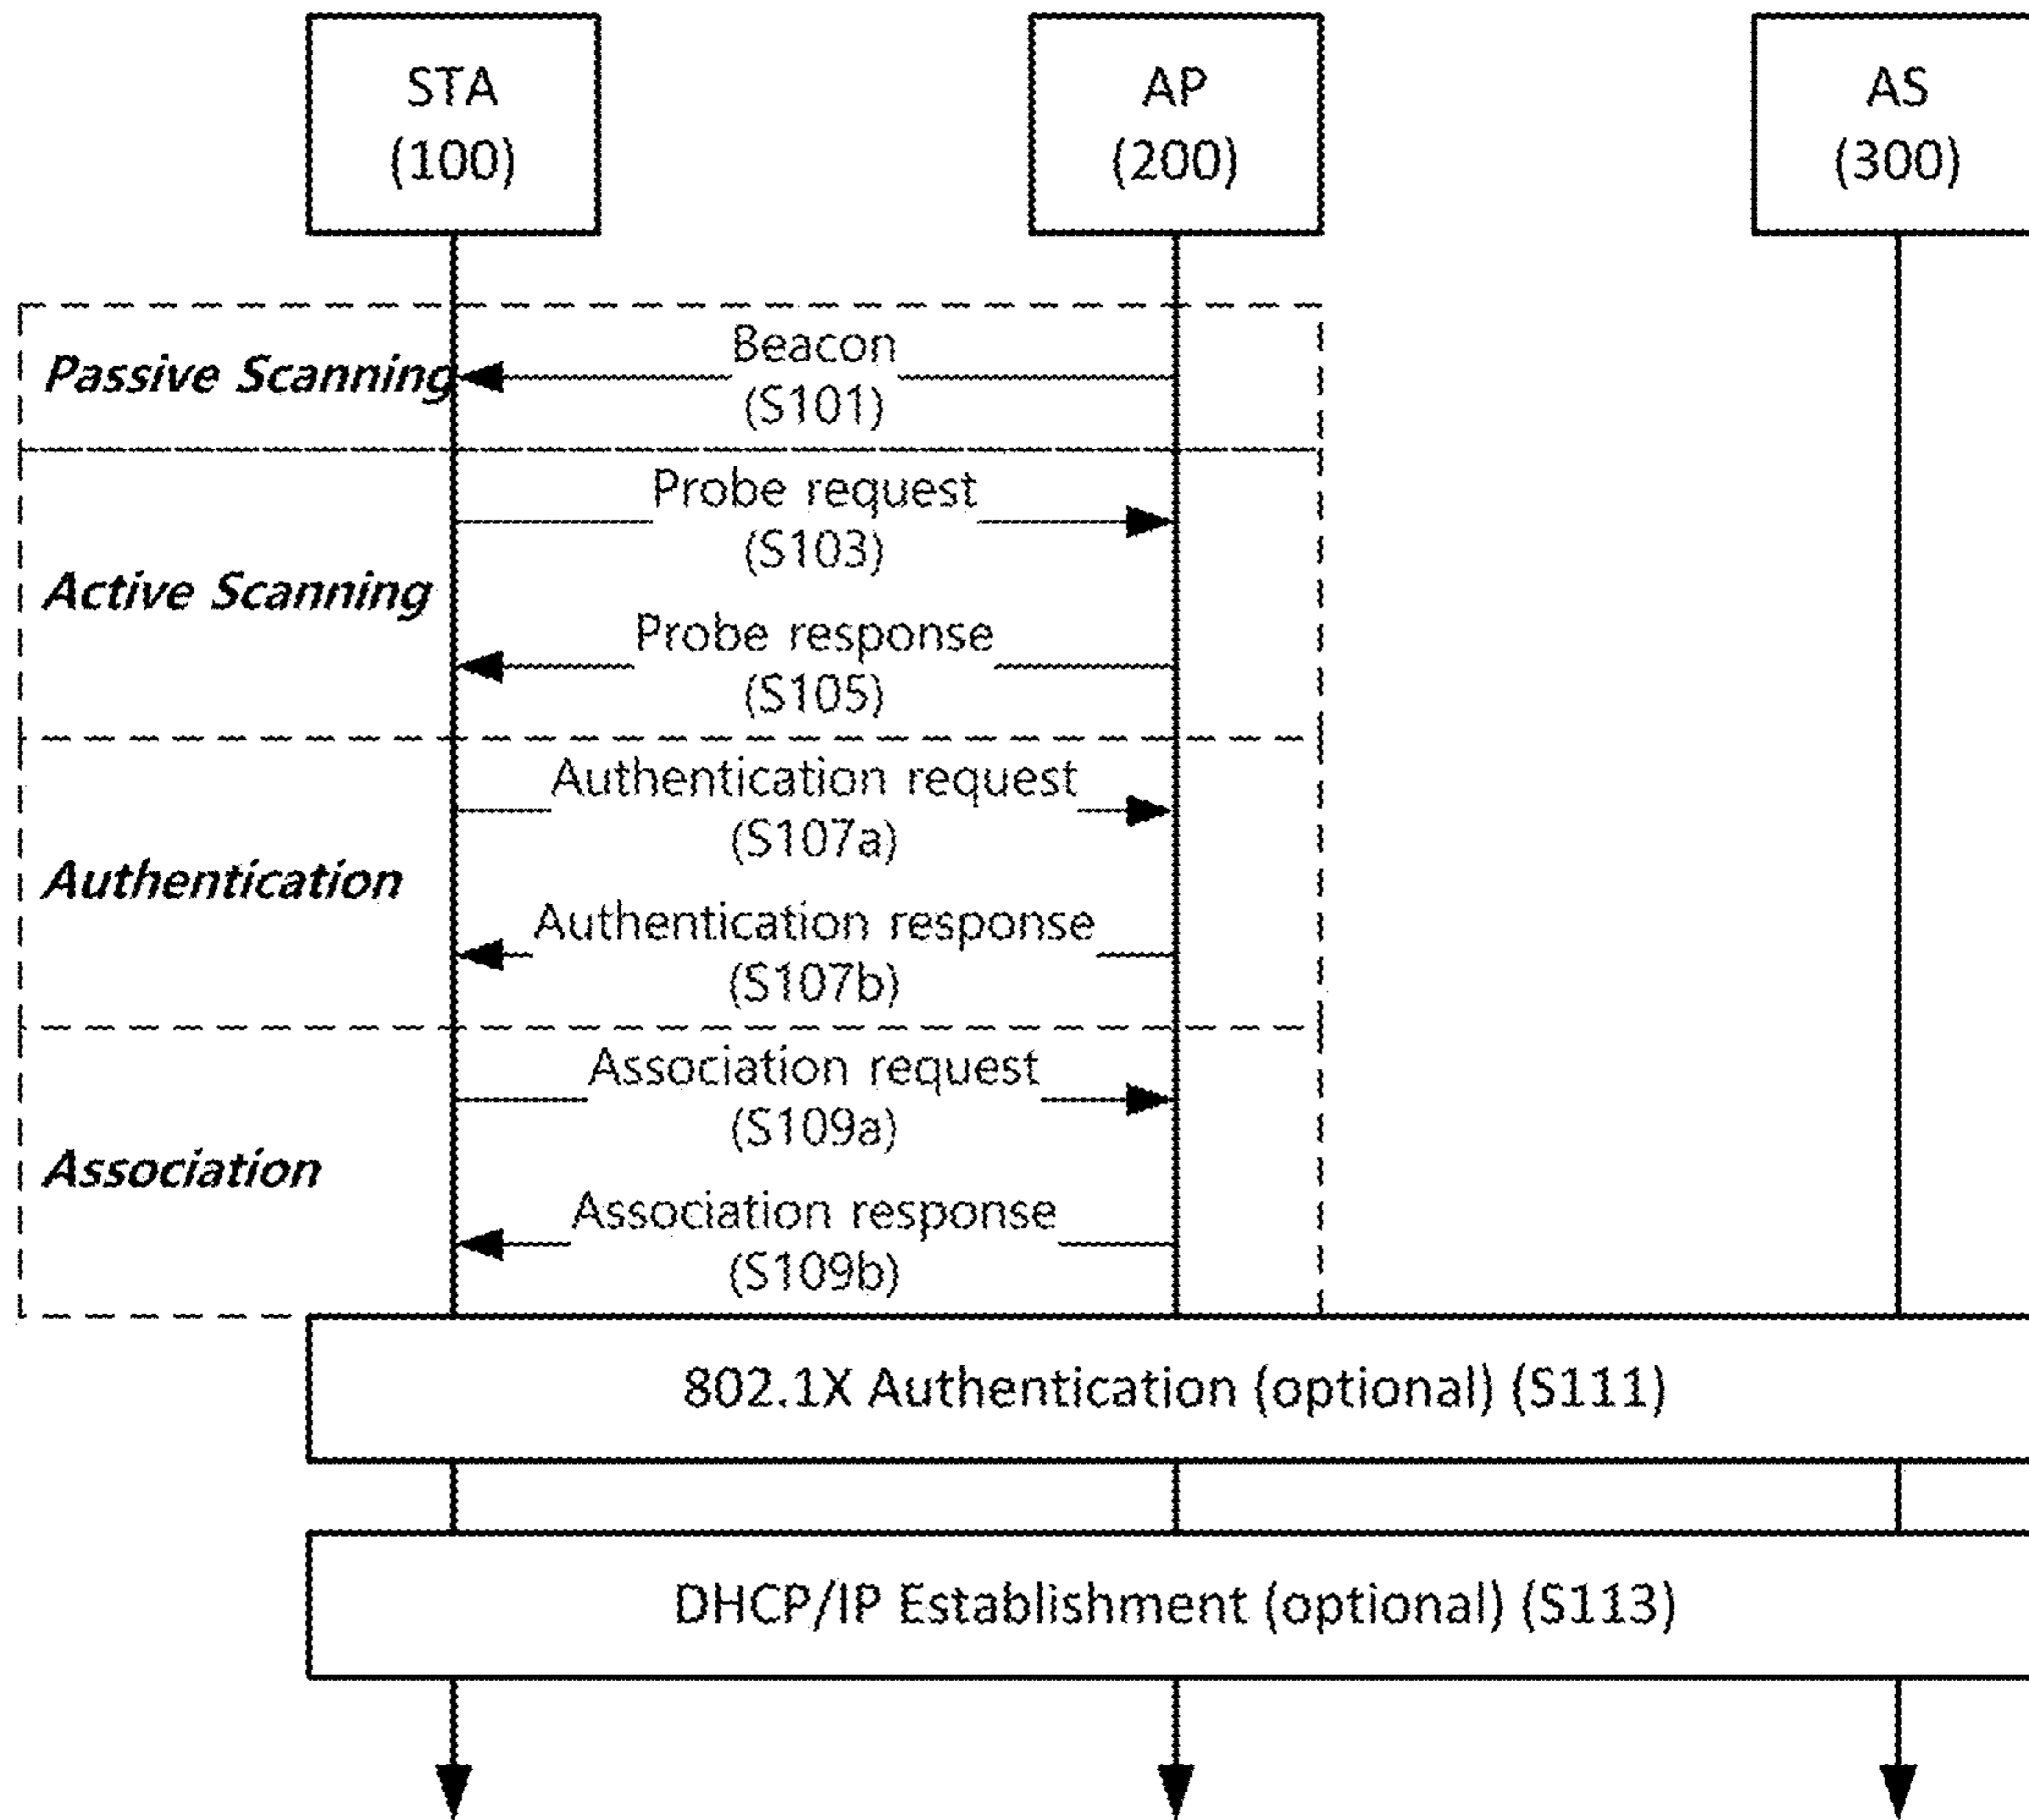 STA
(100)
AP
(200)
AS
(300)
Passive Scanning
Beacon
(S101)
Active Scanning
Probe request
(S103)
Probe response
(S105)
Authentication
Authentication request
(S107a)
Authentication response
(S107b)
Association
Association request
(S109a)
Association response
(S109b)
802.1X Authentication (optional) (S111)
DHCP/IP Establishment (optional) (S113)